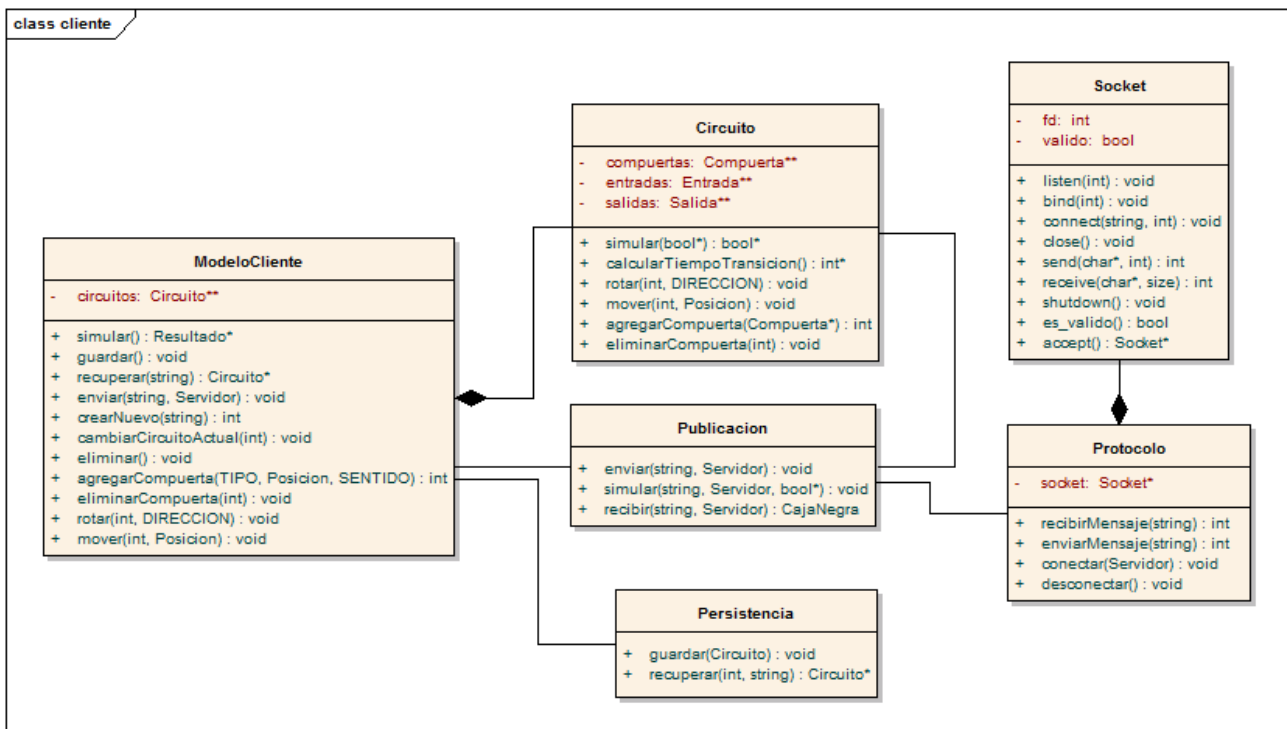 class cliente
ModeloCliente
- circuitos: Circuito**
+ simular() : Resultado*
+ guardar() : void
+ recuperar(string) : Circuito*
+ enviar(string, Servidor) : void
+ crearNuevo(string) : int
+ cambiarCircuitoActual(int) : void
+ eliminar() : void
+ agregarCompuerta(TIPO, Posicion, SENTIDO) : int
+ eliminarCompuerta(int) : void
+ rotar(int, DIRECCION) : void
+ mover(int, Posicion) : void
Circuito
- compuertas: Compuerta**
- entradas: Entrada**
- salidas: Salida**
+ simular(bool*) : bool*
+ calcularTiempoTransicion() : int*
+ rotar(int, DIRECCION) : void
+ mover(int, Posicion) : void
+ agregarCompuerta(Compuerta*) : int
+ eliminarCompuerta(int) : void
Publicacion
+ enviar(string, Servidor) : void
+ simular(string, Servidor, bool*) : void
+ recibir(string, Servidor) : CajaNegra
Persistencia
+ guardar(Circuito) : void
+ recuperar(int, string) : Circuito*
Socket
- fd: int
- valido: bool
+ listen(int) : void
+ bind(int) : void
+ connect(string, int) : void
+ close() : void
+ send(char*, int) : int
+ receive(char*, size) : int
+ shutdown() : void
+ es_valido() : bool
+ accept() : Socket*
Protocolo
- socket: Socket*
+ recibirMensaje(string) : int
+ enviarMensaje(string) : int
+ conectar(Servidor) : void
+ desconectar() : void